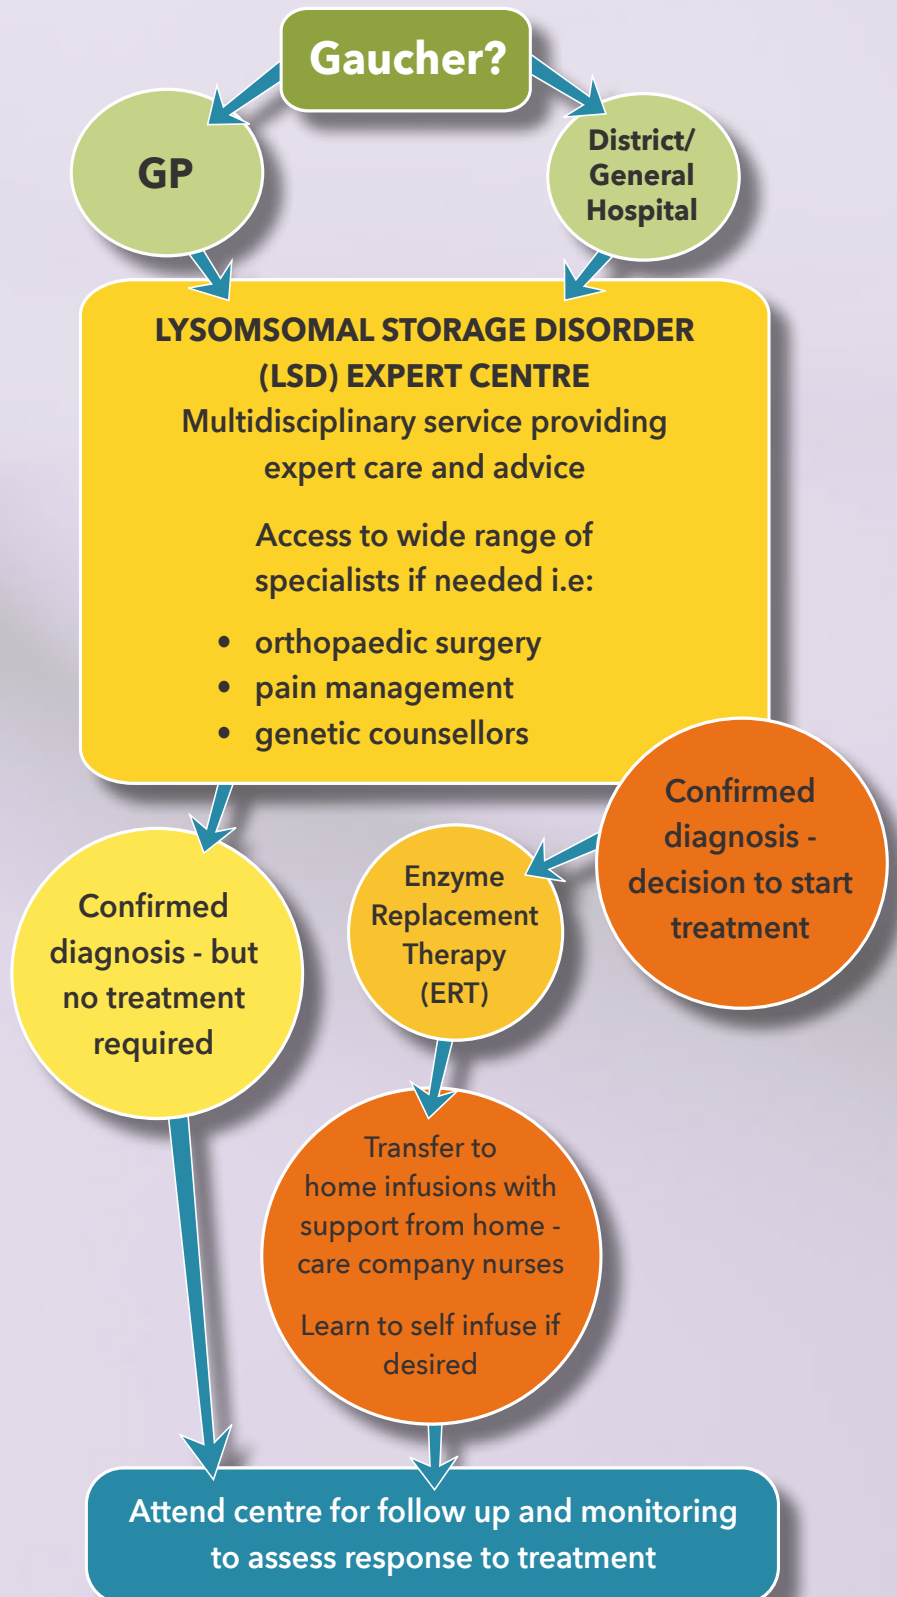 Gaucher?
GP
District/
General
Hospital
LYSOMSOMAL STORAGE DISORDER
(LSD) EXPERT CENTRE
Multidisciplinary service providing
expert care and advice
Access to wide range of
specialists if needed i.e:
• orthopaedic surgery
• pain management
• genetic counsellors
Confirmed
diagnosis -
decision to start
treatment
Enzyme
Replacement
Therapy
(ERT)
Confirmed
diagnosis - but
no treatment
required
Transfer to
home infusions with
support from home -
care company nurses
Learn to self infuse if
desired
Attend centre for follow up and monitoring
to assess response to treatment